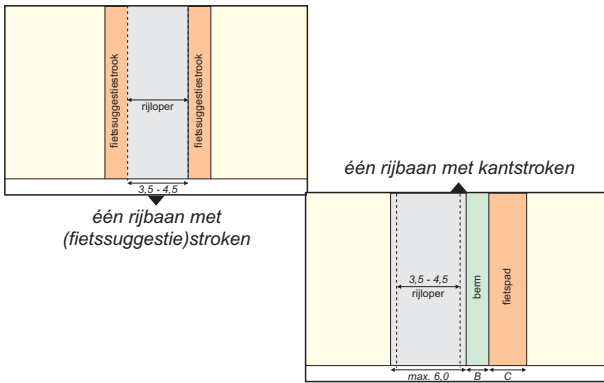 fietssuggestiestrook
rijloper
fietssuggestiestrook
3,5 - 4,5
één rijbaan met
(fietssuggestie)stroken
één rijbaan met kantstroken
3,5 - 4,5
rijloper
berm
fietspad
max. 6,0
B
C